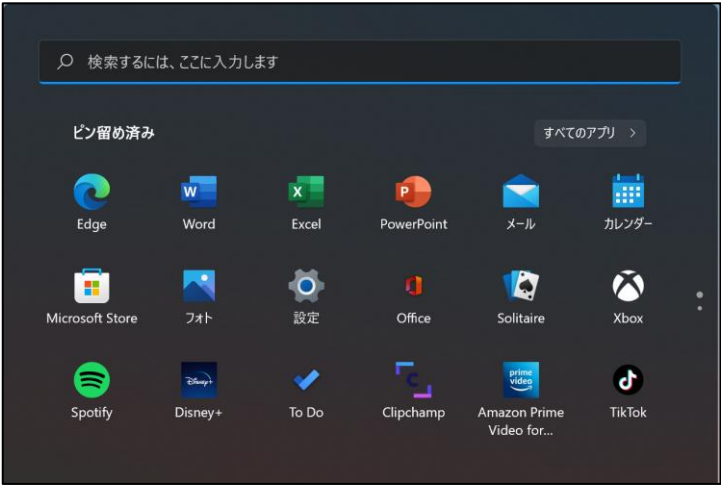 検索するには、ここに入力します
ピン留め済み
すべてのアプリ >
Edge
Word
Excel
PowerPoint
メール
カレンダー
Microsoft Store
フォト
設定
Office
Solitaire
Xbox
Spotify
Disney+
To Do
Clipchamp
Amazon Prime
Video for...
TikTok
W
X
P
Disney+
prime
video